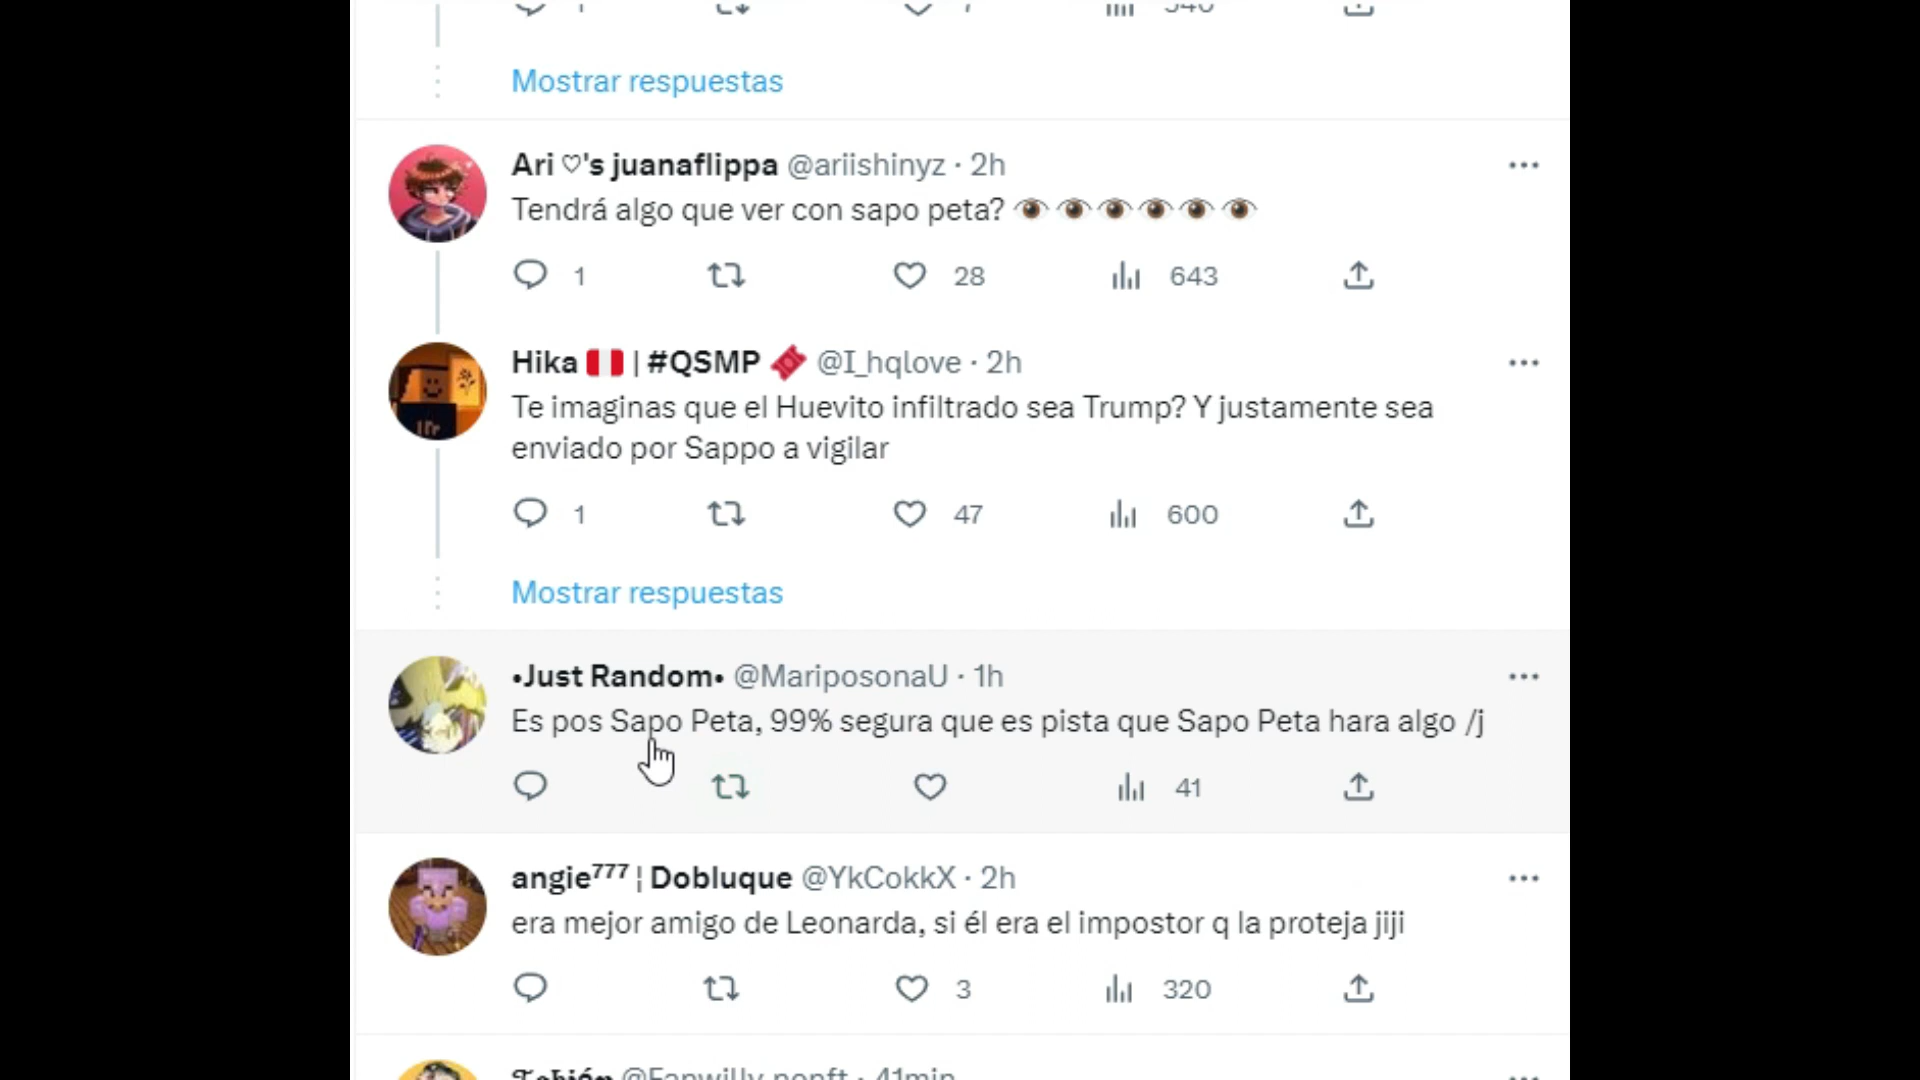 Mostrar respuestas
Ari ♡'s juanaflippa @ariishinyz · 2h
Tendrá algo que ver con sapo peta? 👁️👁️👁️👁️👁️👁️
1 28 643
Hika 🇵🇪 | #QSMP 🎟️ @I_hqlove · 2h
Te imaginas que el Huevito infiltrado sea Trump? Y justamente sea
enviado por Sappo a vigilar
1 47 600
Mostrar respuestas
•Just Random• @MariposonaU · 1h
Es pos Sapo Peta, 99% segura que es pista que Sapo Peta hara algo /j
41
angie⁷⁷⁷ ¦ Dobluque @YkCokkX · 2h
era mejor amigo de Leonarda, si él era el impostor q la proteja jiji
3 320